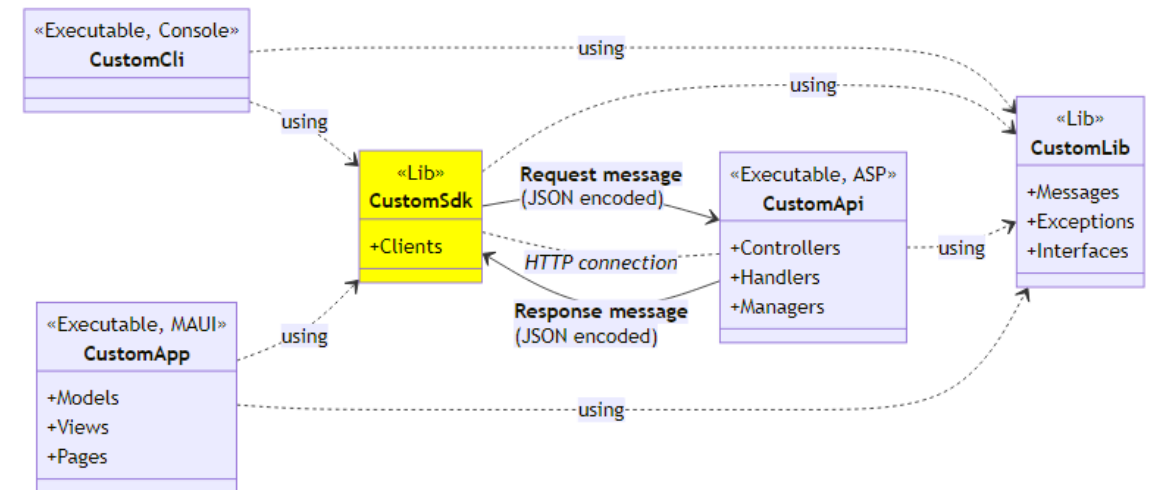 «Executable, Console»
CustomCli
using
using
using
«Lib»
CustomSdk
+Clients
Request message
(JSON encoded)
HTTP connection
Response message
(JSON encoded)
«Executable, ASP»
CustomApi
+Controllers
+Handlers
+Managers
using
«Lib»
CustomLib
+Messages
+Exceptions
+Interfaces
«Executable, MAUI»
CustomApp
+Models
+Views
+Pages
using
using